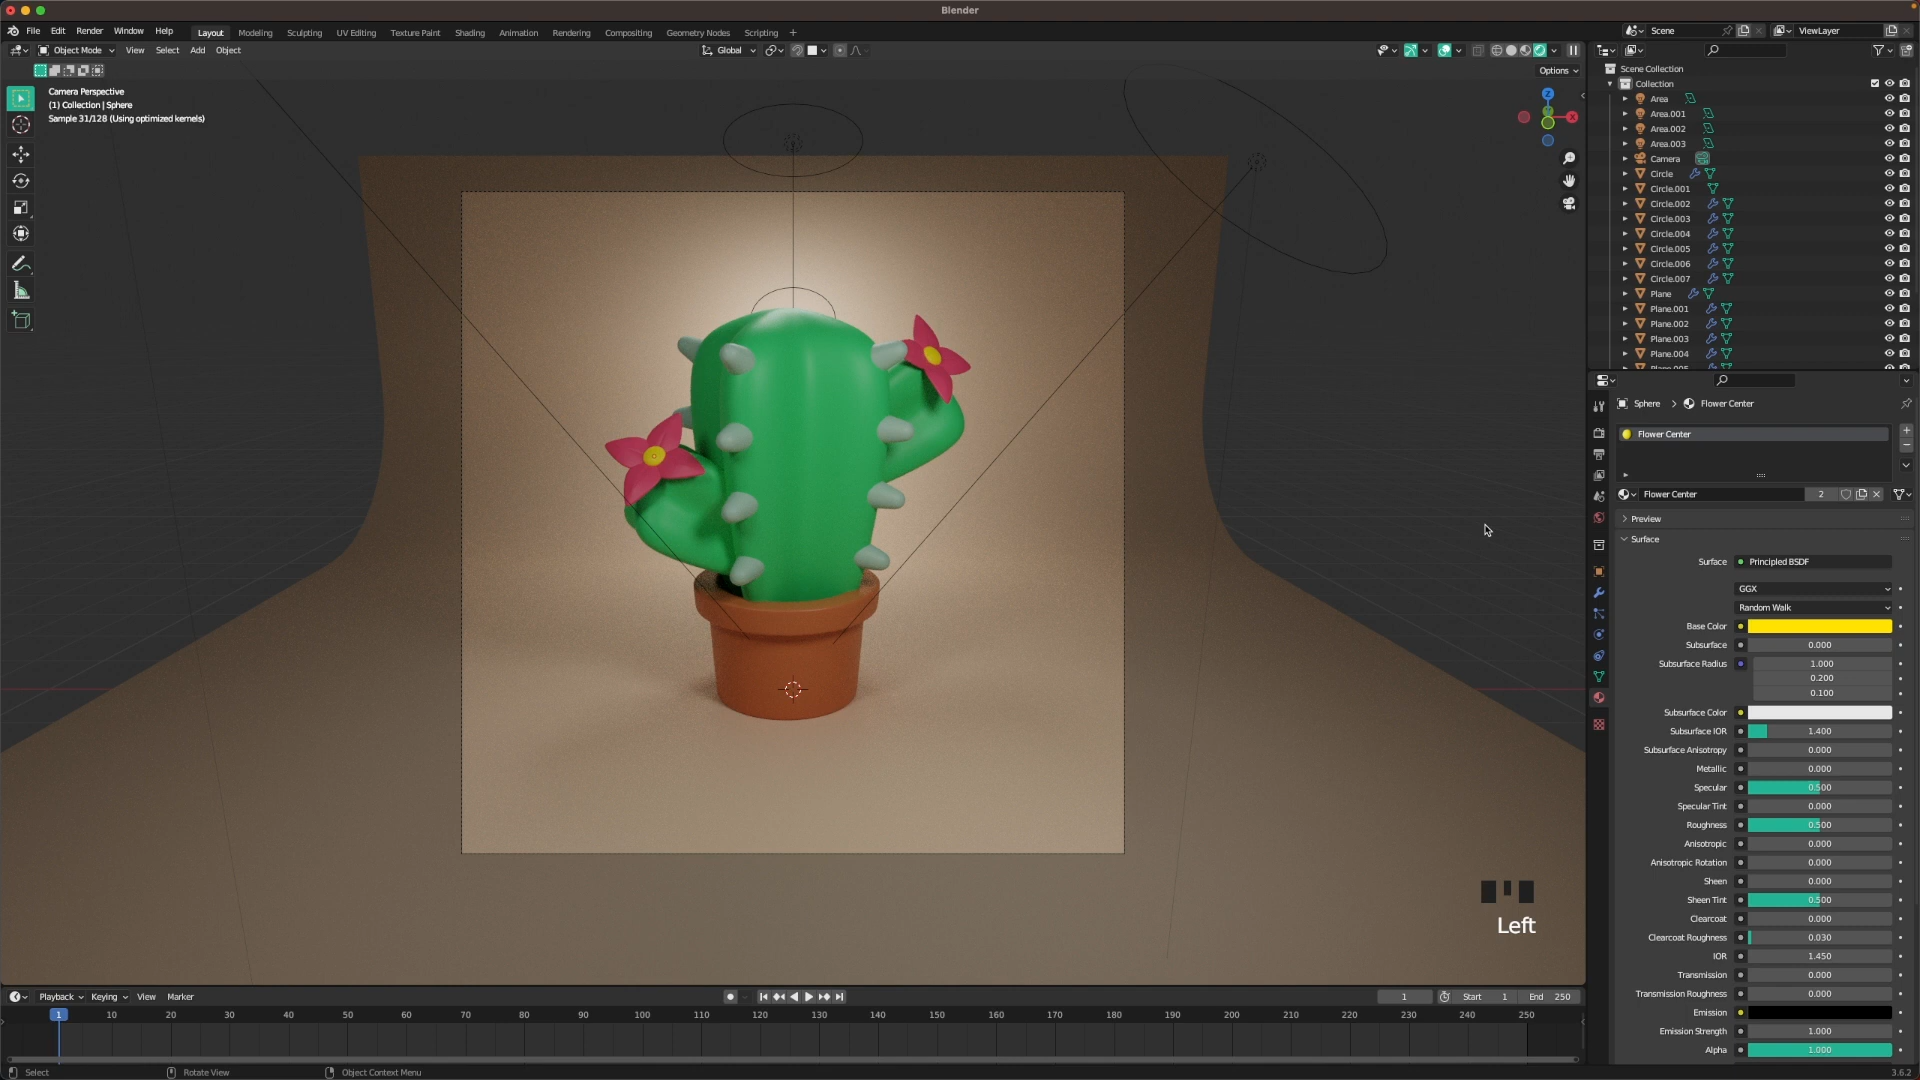 Blender
File Edit Render Window Help Layout Modeling Sculpting UV Editing Texture Paint Shading Animation Rendering Compositing Geometry Nodes Scripting + Scene ViewLayer
Object Mode View Select Add Object Global
Options
Camera Perspective
(1) Collection | Sphere
Sample 31/128 (Using optimized kernels)
Z
X
Scene Collection
Collection
Area
Area.001
Area.002
Area.003
Camera
Circle
Circle.001
Circle.002
Circle.003
Circle.004
Circle.005
Circle.006
Circle.007
Plane
Plane.001
Plane.002
Plane.003
Plane.004
Sphere > Flower Center
Flower Center
Flower Center 2
Preview
Surface
Surface Principled BSDF
GGX
Random Walk
Base Color
Subsurface 0.000
Subsurface Radius 1.000
0.200
0.100
Subsurface Color
Subsurface IOR 1.400
Subsurface Anisotropy 0.000
Metallic 0.000
Specular 0.500
Specular Tint 0.000
Roughness 0.500
Anisotropic 0.000
Anisotropic Rotation 0.000
Sheen 0.000
Sheen Tint 0.500
Clearcoat 0.000
Clearcoat Roughness 0.030
IOR 1.450
Transmission 0.000
Transmission Roughness 0.000
Emission
Emission Strength 1.000
Alpha 1.000
Left
Playback Keying View Marker 1 Start 1 End 250
1 10 20 30 40 50 60 70 80 90 100 110 120 130 140 150 160 170 180 190 200 210 220 230 240 250
Select Rotate View Object Context Menu 3.6.2